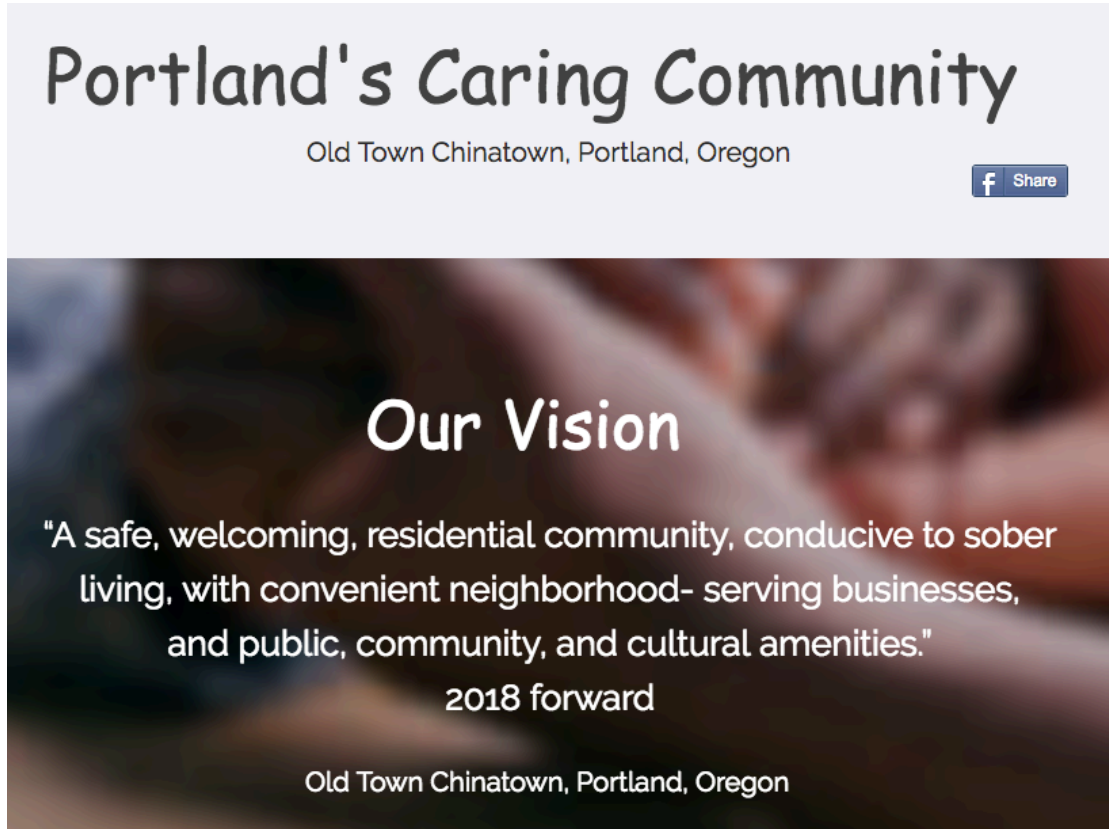 Portland's Caring Community
Old Town Chinatown, Portland, Oregon
f Share
Our Vision
“A safe, welcoming, residential community, conducive to sober
living, with convenient neighborhood- serving businesses,
and public, community, and cultural amenities.”
2018 forward
Old Town Chinatown, Portland, Oregon